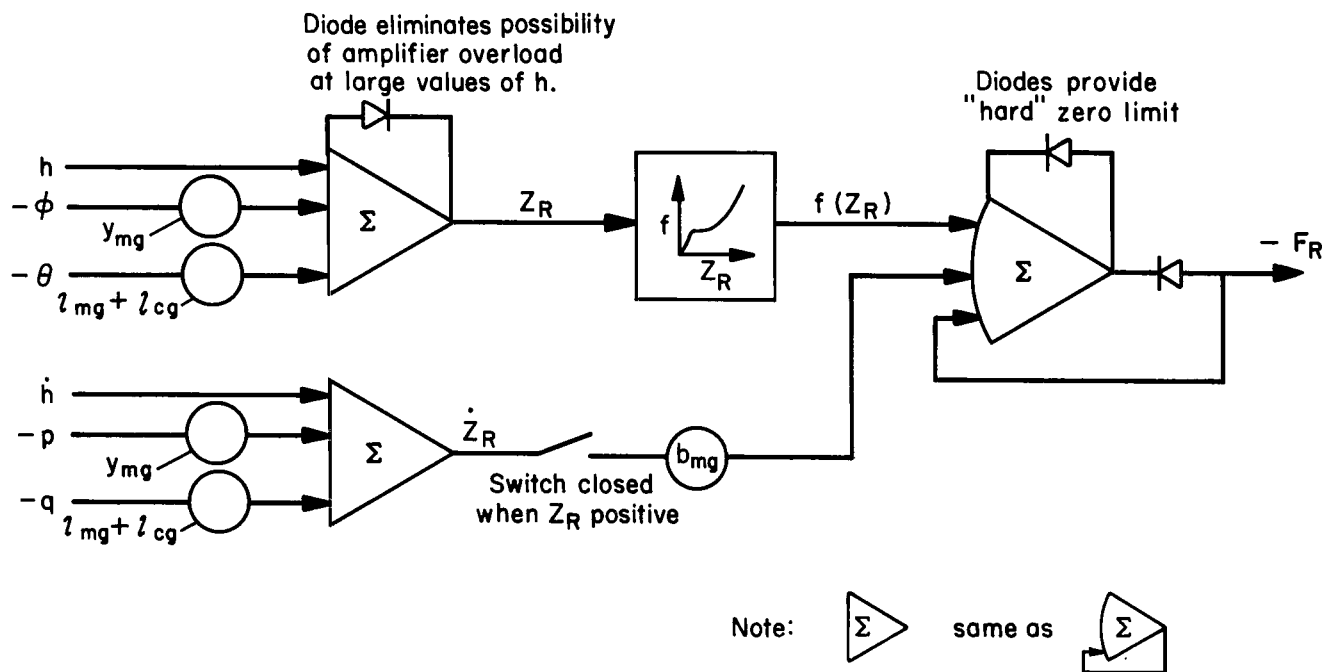 Diode eliminates possibility
of amplifier overload
at large values of h.
Diodes provide
"hard" zero limit
h
-ϕ
y_mg
-θ
l_mg + l_cg
Σ
Z_R
f
Z_R
f (Z_R)
Σ
- F_R
ḣ
-p
y_mg
-q
l_mg + l_cg
Σ
Ż_R
b_mg
Switch closed
when Z_R positive
Note: Σ same as Σ